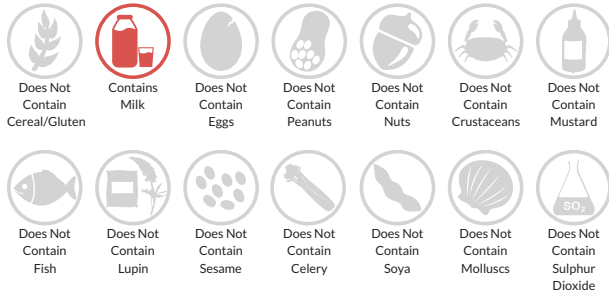 Does Not
Contain
Cereal/Gluten
Contains
Milk
Does Not
Contain
Eggs
Does Not
Contain
Peanuts
Does Not
Contain
Nuts
Does Not
Contain
Crustaceans
Does Not
Contain
Mustard
Does Not
Contain
Fish
Does Not
Contain
Lupin
Does Not
Contain
Sesame
Does Not
Contain
Celery
Does Not
Contain
Soya
Does Not
Contain
Molluscs
SO₂
Does Not
Contain
Sulphur
Dioxide